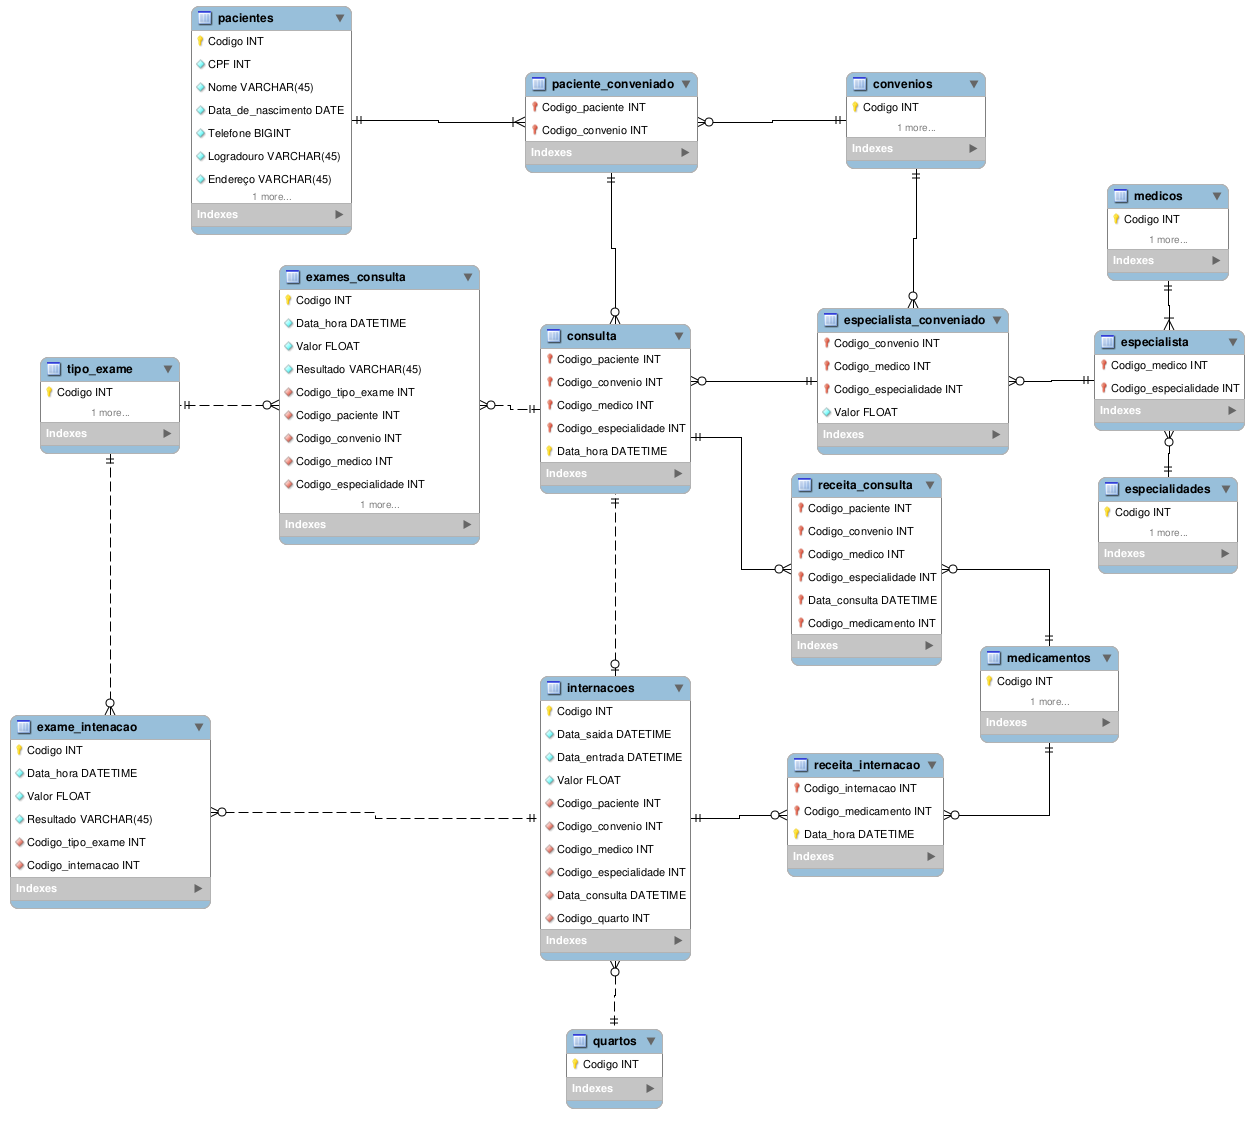 pacientes
Codigo INT
CPF INT
Nome VARCHAR(45)
Data_de_nascimento DATE
Telefone BIGINT
Logradouro VARCHAR(45)
Endereço VARCHAR(45)
1 more...
Indexes
paciente_conveniado
Codigo_paciente INT
Codigo_convenio INT
Indexes
convenios
Codigo INT
1 more...
Indexes
medicos
Codigo INT
1 more...
Indexes
exames_consulta
Codigo INT
Data_hora DATETIME
Valor FLOAT
Resultado VARCHAR(45)
Codigo_tipo_exame INT
Codigo_paciente INT
Codigo_convenio INT
Codigo_medico INT
Codigo_especialidade INT
1 more...
Indexes
consulta
Codigo_paciente INT
Codigo_convenio INT
Codigo_medico INT
Codigo_especialidade INT
Data_hora DATETIME
Indexes
especialista_conveniado
Codigo_convenio INT
Codigo_medico INT
Codigo_especialidade INT
Valor FLOAT
Indexes
especialista
Codigo_medico INT
Codigo_especialidade INT
Indexes
tipo_exame
Codigo INT
1 more...
Indexes
receita_consulta
Codigo_paciente INT
Codigo_convenio INT
Codigo_medico INT
Codigo_especialidade INT
Data_consulta DATETIME
Codigo_medicamento INT
Indexes
especialidades
Codigo INT
1 more...
Indexes
medicamentos
Codigo INT
1 more...
Indexes
exame_intenacao
Codigo INT
Data_hora DATETIME
Valor FLOAT
Resultado VARCHAR(45)
Codigo_tipo_exame INT
Codigo_internacao INT
Indexes
internacoes
Codigo INT
Data_saida DATETIME
Data_entrada DATETIME
Valor FLOAT
Codigo_paciente INT
Codigo_convenio INT
Codigo_medico INT
Codigo_especialidade INT
Data_consulta DATETIME
Codigo_quarto INT
Indexes
receita_internacao
Codigo_internacao INT
Codigo_medicamento INT
Data_hora DATETIME
Indexes
quartos
Codigo INT
Indexes